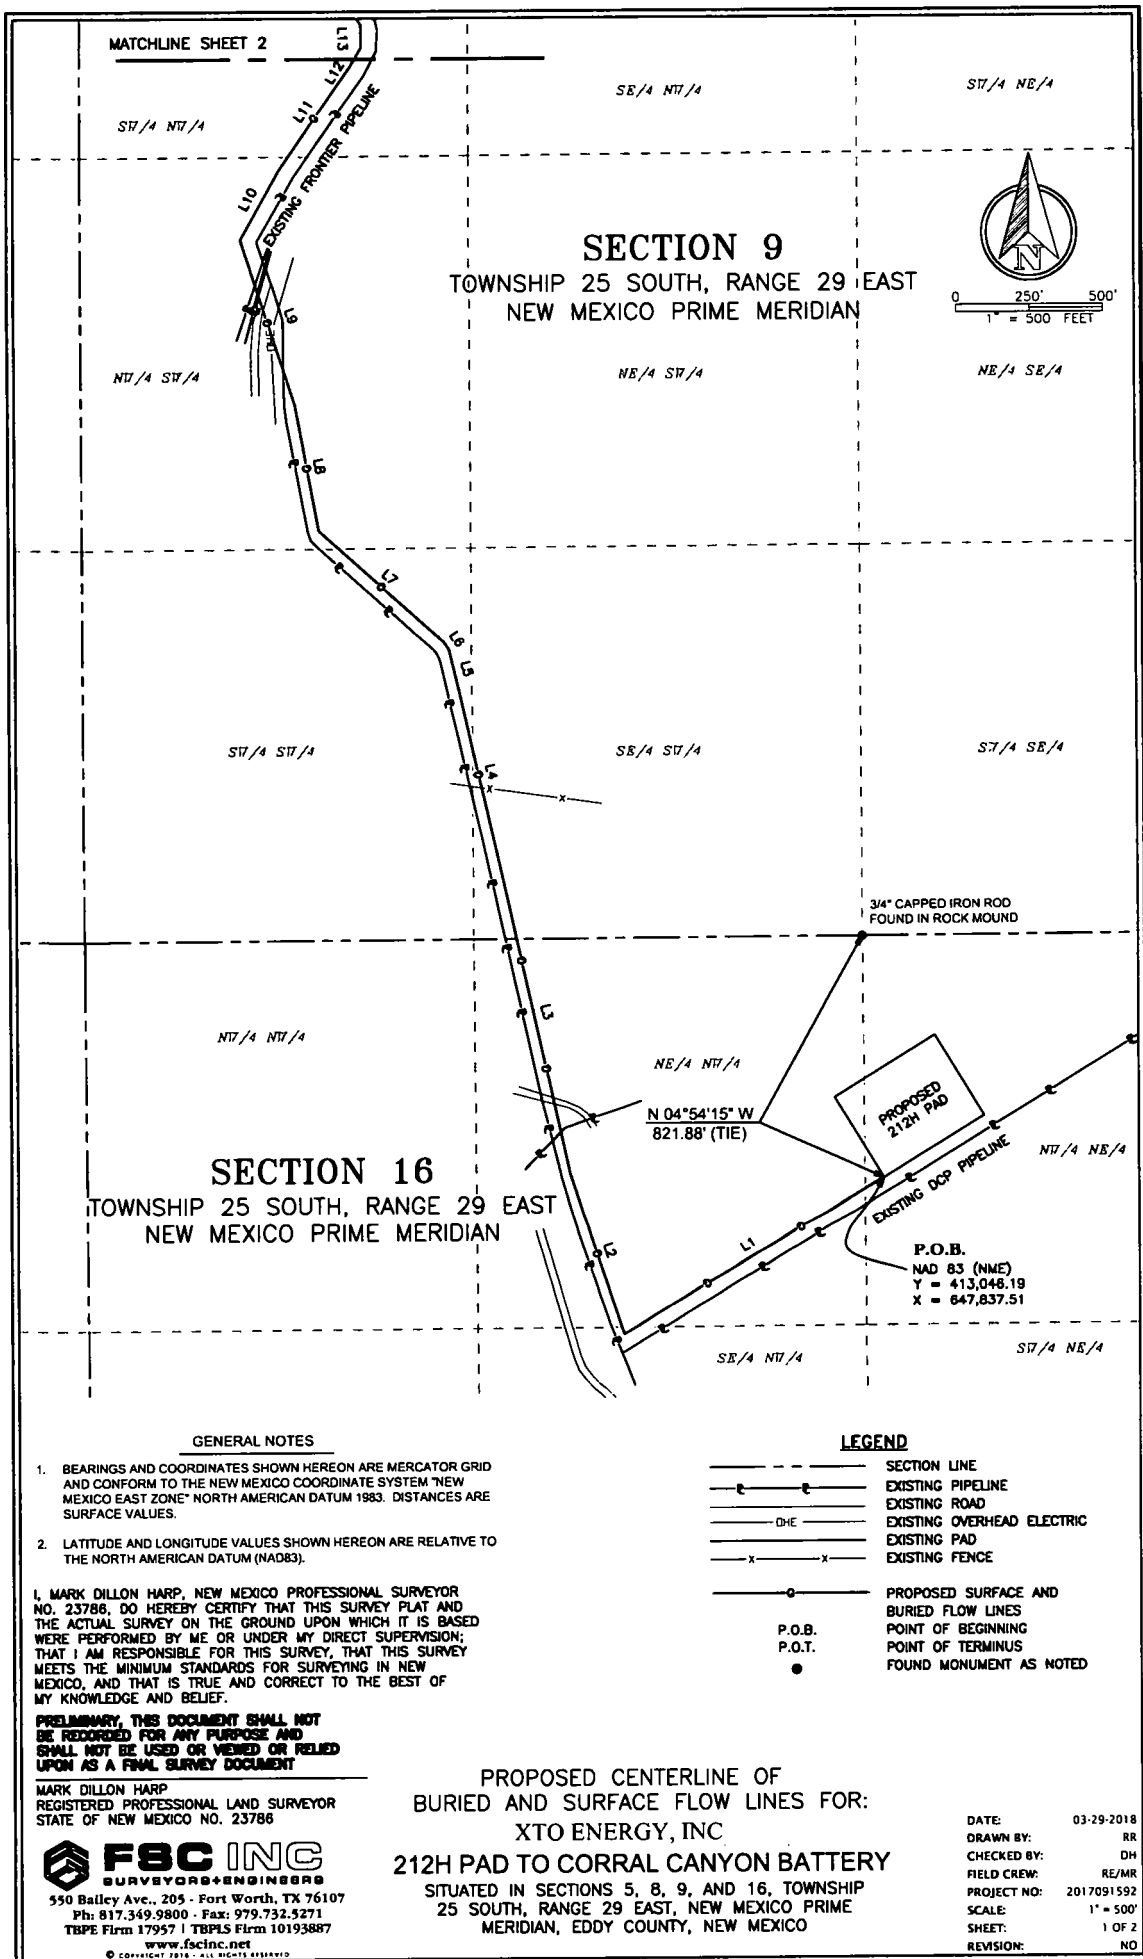 MATCHLINE SHEET 2
L13
L12
L11
L10
EXISTING FRONTIER PIPELINE
SW/4 NW/4
SE/4 NW/4
SW/4 NE/4
SECTION 9
TOWNSHIP 25 SOUTH, RANGE 29 EAST
NEW MEXICO PRIME MERIDIAN
N
0 250' 500'
1" = 500 FEET
L9
OHE
NW/4 SW/4
NE/4 SW/4
NE/4 SE/4
L8
L7
L6
L5
SW/4 SW/4
SE/4 SW/4
SW/4 SE/4
L4
3/4" CAPPED IRON ROD
FOUND IN ROCK MOUND
L3
NW/4 NW/4
NE/4 NW/4
N 04°54'15" W
821.88' (TIE)
PROPOSED
212H PAD
NW/4 NE/4
EXISTING DCP PIPELINE
SECTION 16
TOWNSHIP 25 SOUTH, RANGE 29 EAST
NEW MEXICO PRIME MERIDIAN
L2
L1
P.O.B.
NAD 83 (NME)
Y = 413,046.19
X = 647,837.51
SE/4 NW/4
SW/4 NE/4
GENERAL NOTES
1. BEARINGS AND COORDINATES SHOWN HEREON ARE MERCATOR GRID
AND CONFORM TO THE NEW MEXICO COORDINATE SYSTEM "NEW
MEXICO EAST ZONE" NORTH AMERICAN DATUM 1983. DISTANCES ARE
SURFACE VALUES.
2. LATITUDE AND LONGITUDE VALUES SHOWN HEREON ARE RELATIVE TO
THE NORTH AMERICAN DATUM (NAD83).
I, MARK DILLON HARP, NEW MEXICO PROFESSIONAL SURVEYOR
NO. 23786, DO HEREBY CERTIFY THAT THIS SURVEY PLAT AND
THE ACTUAL SURVEY ON THE GROUND UPON WHICH IT IS BASED
WERE PERFORMED BY ME OR UNDER MY DIRECT SUPERVISION;
THAT I AM RESPONSIBLE FOR THIS SURVEY, THAT THIS SURVEY
MEETS THE MINIMUM STANDARDS FOR SURVEYING IN NEW
MEXICO, AND THAT IS TRUE AND CORRECT TO THE BEST OF
MY KNOWLEDGE AND BELIEF.
PRELIMINARY, THIS DOCUMENT SHALL NOT
BE RECORDED FOR ANY PURPOSE AND
SHALL NOT BE USED OR VIEWED OR RELIED
UPON AS A FINAL SURVEY DOCUMENT
MARK DILLON HARP
REGISTERED PROFESSIONAL LAND SURVEYOR
STATE OF NEW MEXICO NO. 23786
FSC INC
SURVEYORS+ENGINEERS
550 Bailey Ave., 205 - Fort Worth, TX 76107
Ph: 817.349.9800 - Fax: 979.732.5271
TBPE Firm 17957 | TBPLS Firm 10193887
www.fscinc.net
© COPYRIGHT 2018 - ALL RIGHTS RESERVED
LEGEND
SECTION LINE
EXISTING PIPELINE
EXISTING ROAD
OHE EXISTING OVERHEAD ELECTRIC
EXISTING PAD
x x EXISTING FENCE
PROPOSED SURFACE AND
BURIED FLOW LINES
P.O.B. POINT OF BEGINNING
P.O.T. POINT OF TERMINUS
FOUND MONUMENT AS NOTED
PROPOSED CENTERLINE OF
BURIED AND SURFACE FLOW LINES FOR:
XTO ENERGY, INC
212H PAD TO CORRAL CANYON BATTERY
SITUATED IN SECTIONS 5, 8, 9, AND 16, TOWNSHIP
25 SOUTH, RANGE 29 EAST, NEW MEXICO PRIME
MERIDIAN, EDDY COUNTY, NEW MEXICO
DATE: 03-29-2018
DRAWN BY: RR
CHECKED BY: DH
FIELD CREW: RE/MR
PROJECT NO: 2017091592
SCALE: 1" = 500'
SHEET: 1 OF 2
REVISION: NO